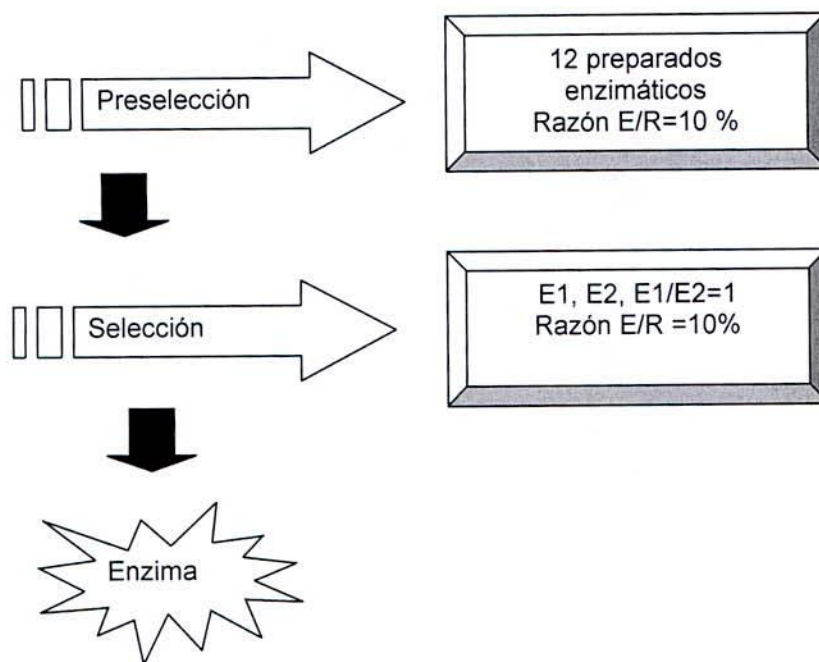 Preselección
12 preparados
enzimáticos
Razón E/R=10 %
Selección
E1, E2, E1/E2=1
Razón E/R =10%
Enzima